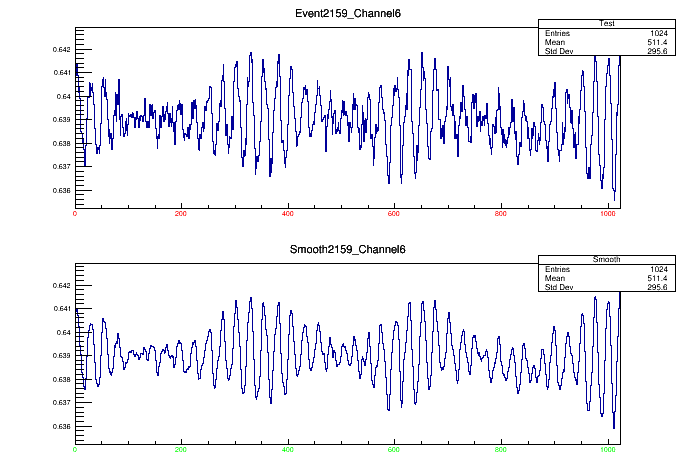 Event2159_Channel6
Test
Entries 1024
Mean 511.4
Std Dev 295.6
0.642
0.641
0.64
0.639
0.638
0.637
0.636
0 200 400 600 800 1000
Smooth2159_Channel6
Smooth
Entries 1024
Mean 511.4
Std Dev 295.6
0.642
0.641
0.64
0.639
0.638
0.637
0.636
0 200 400 600 800 1000